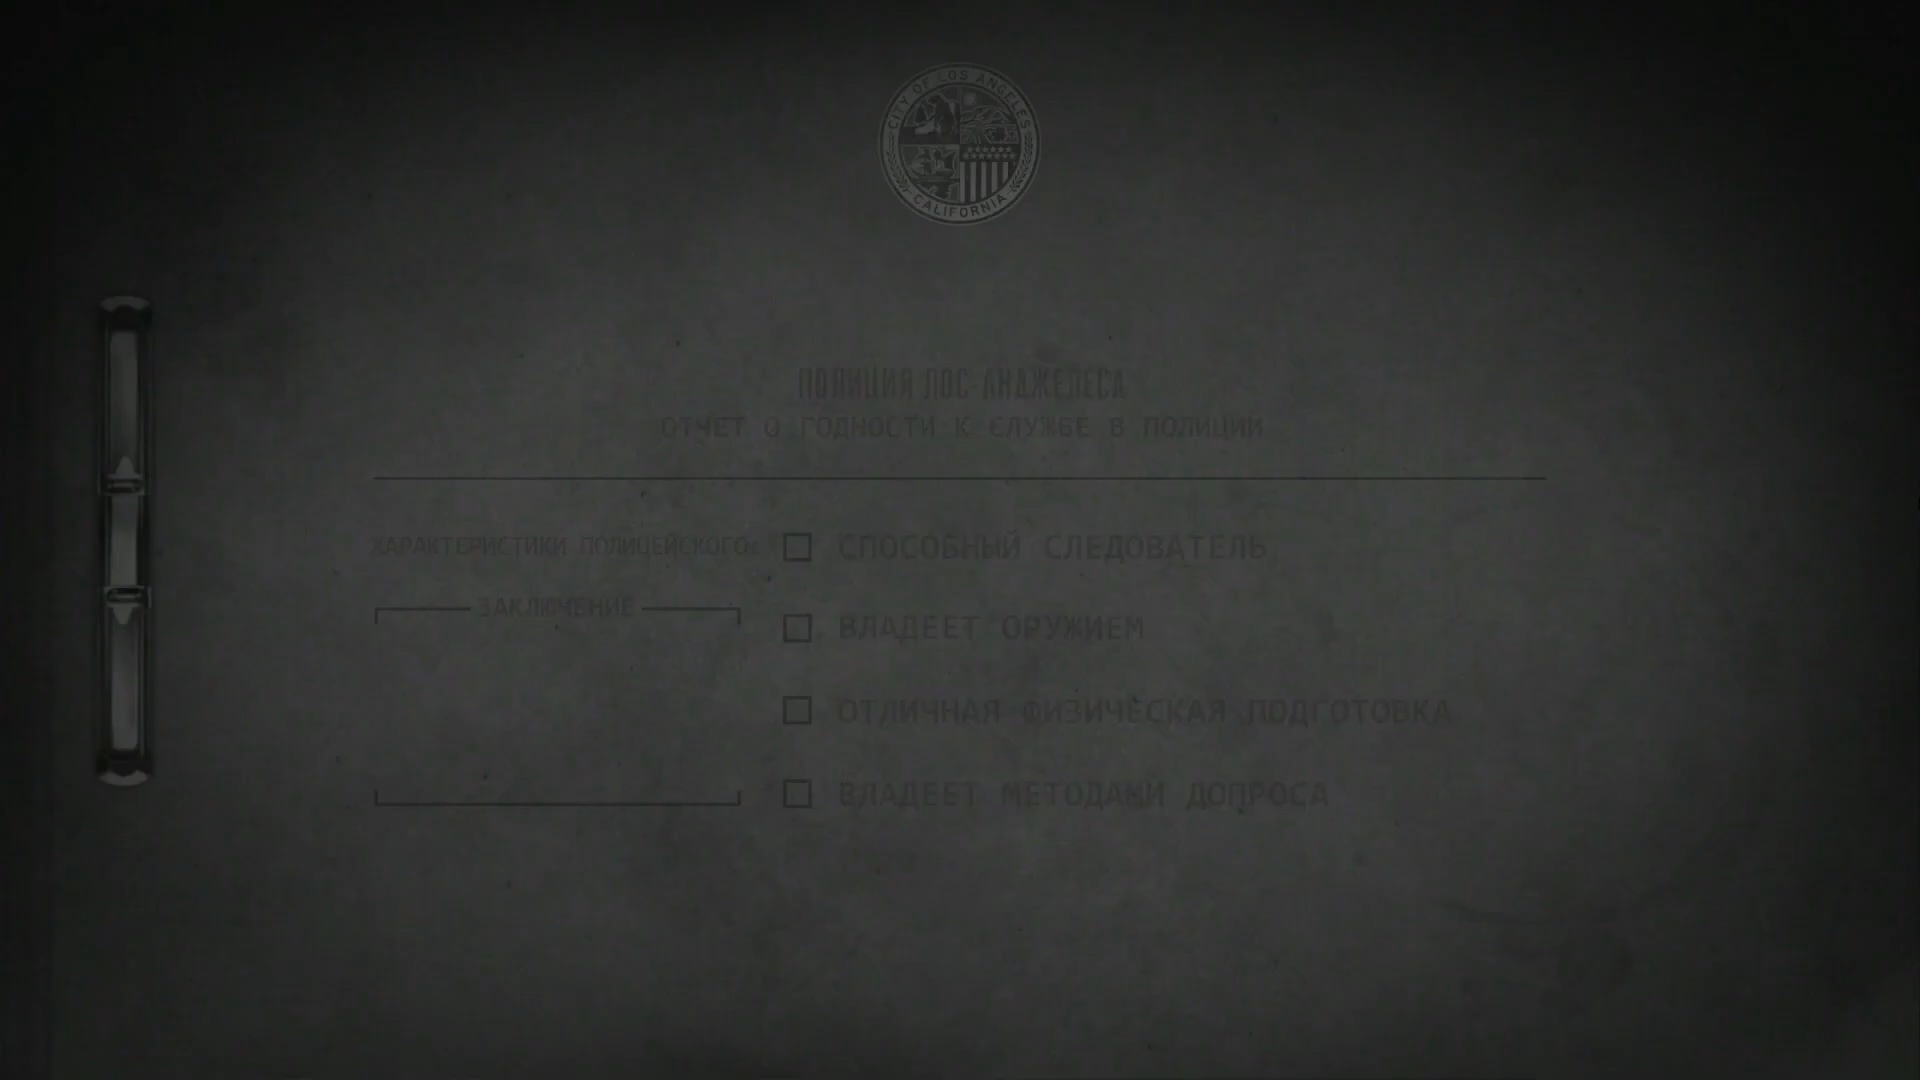 CITY OF LOS ANGELES
CALIFORNIA
ПОЛИЦИЯ ЛОС-АНДЖЕЛЕСА
ОТЧЕТ О ГОДНОСТИ К СЛУЖБЕ В ПОЛИЦИИ
ХАРАКТЕРИСТИКИ ПОЛИЦЕЙСКОГО:
СПОСОБНЫЙ СЛЕДОВАТЕЛЬ
ЗАКЛЮЧЕНИЕ
ВЛАДЕЕТ ОРУЖИЕМ
ОТЛИЧНАЯ ФИЗИЧЕСКАЯ ПОДГОТОВКА
ВЛАДЕЕТ МЕТОДАМИ ДОПРОСА